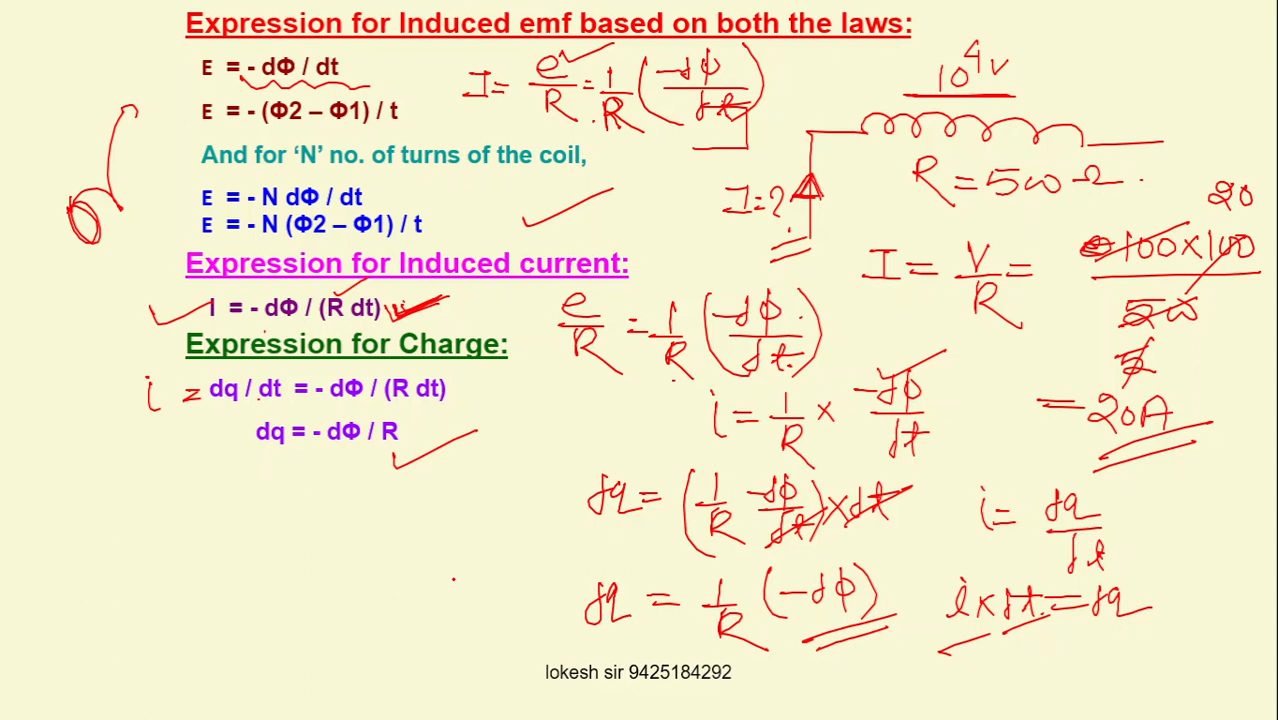 Expression for Induced emf based on both the laws:
E = - dΦ / dt
E = - (Φ2 – Φ1) / t
And for ‘N’ no. of turns of the coil,
E = - N dΦ / dt
E = - N (Φ2 – Φ1) / t
Expression for Induced current:
I = - dΦ / (R dt)
Expression for Charge:
i = dq / dt = - dΦ / (R dt)
dq = - dΦ / R
I = e/R = 1/R (-dϕ/dt)
10⁴V
R = 500 Ω
I = ?
20
I = V/R = 100×100/500
5
= 20A
e/R = 1/R (-dϕ/dt)
i = 1/R × -dϕ/dt
dq = (1/R -dϕ/dt) × dt
i = dq/dt
dq = 1/R (-dϕ)
i × dt = dq
lokesh sir 9425184292